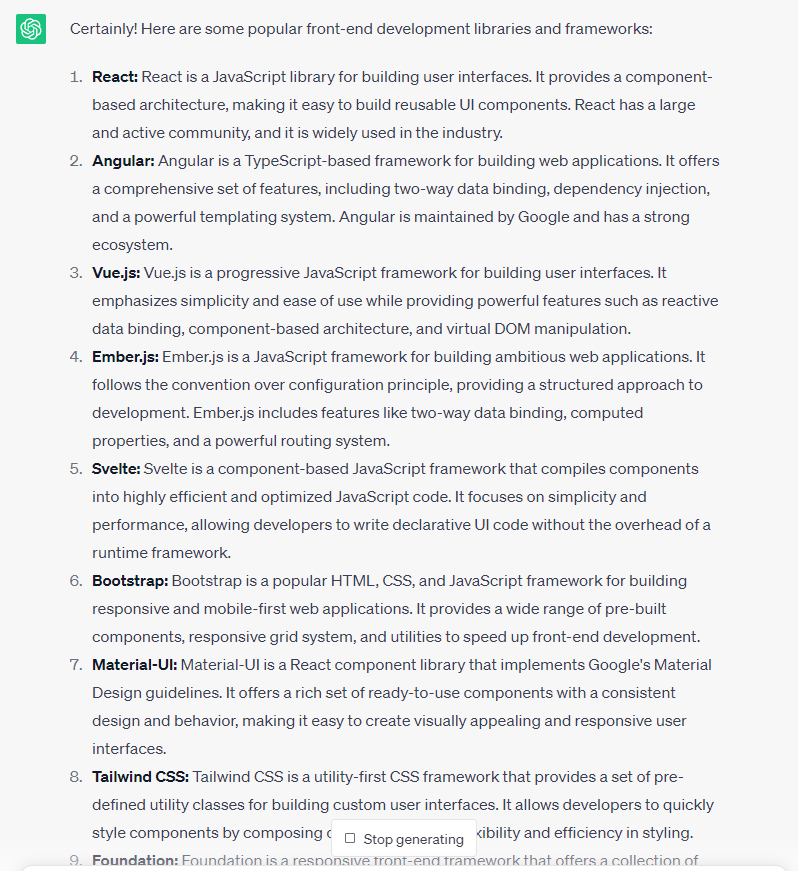 Certainly! Here are some popular front-end development libraries and frameworks:
1. React: React is a JavaScript library for building user interfaces. It provides a component-
based architecture, making it easy to build reusable UI components. React has a large
and active community, and it is widely used in the industry.
2. Angular: Angular is a TypeScript-based framework for building web applications. It offers
a comprehensive set of features, including two-way data binding, dependency injection,
and a powerful templating system. Angular is maintained by Google and has a strong
ecosystem.
3. Vue.js: Vue.js is a progressive JavaScript framework for building user interfaces. It
emphasizes simplicity and ease of use while providing powerful features such as reactive
data binding, component-based architecture, and virtual DOM manipulation.
4. Ember.js: Ember.js is a JavaScript framework for building ambitious web applications. It
follows the convention over configuration principle, providing a structured approach to
development. Ember.js includes features like two-way data binding, computed
properties, and a powerful routing system.
5. Svelte: Svelte is a component-based JavaScript framework that compiles components
into highly efficient and optimized JavaScript code. It focuses on simplicity and
performance, allowing developers to write declarative UI code without the overhead of a
runtime framework.
6. Bootstrap: Bootstrap is a popular HTML, CSS, and JavaScript framework for building
responsive and mobile-first web applications. It provides a wide range of pre-built
components, responsive grid system, and utilities to speed up front-end development.
7. Material-UI: Material-UI is a React component library that implements Google's Material
Design guidelines. It offers a rich set of ready-to-use components with a consistent
design and behavior, making it easy to create visually appealing and responsive user
interfaces.
8. Tailwind CSS: Tailwind CSS is a utility-first CSS framework that provides a set of pre-
defined utility classes for building custom user interfaces. It allows developers to quickly
style components by composing Stop generating and efficiency in styling.
9. Foundation: Foundation is a responsive front-end framework that offers a collection of